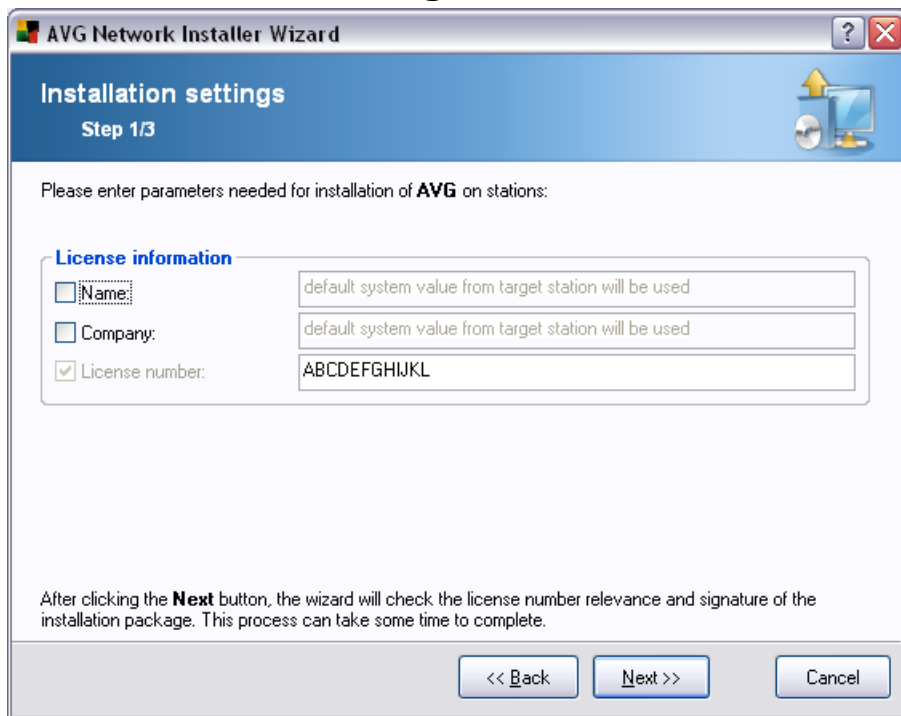 AVG Network Installer Wizard
?
Installation settings
Step 1/3
Please enter parameters needed for installation of AVG on stations:
License information
Name:
default system value from target station will be used
Company:
default system value from target station will be used
License number:
ABCDEFGHIJKL
After clicking the Next button, the wizard will check the license number relevance and signature of the
installation package. This process can take some time to complete.
<< Back
Next >>
Cancel